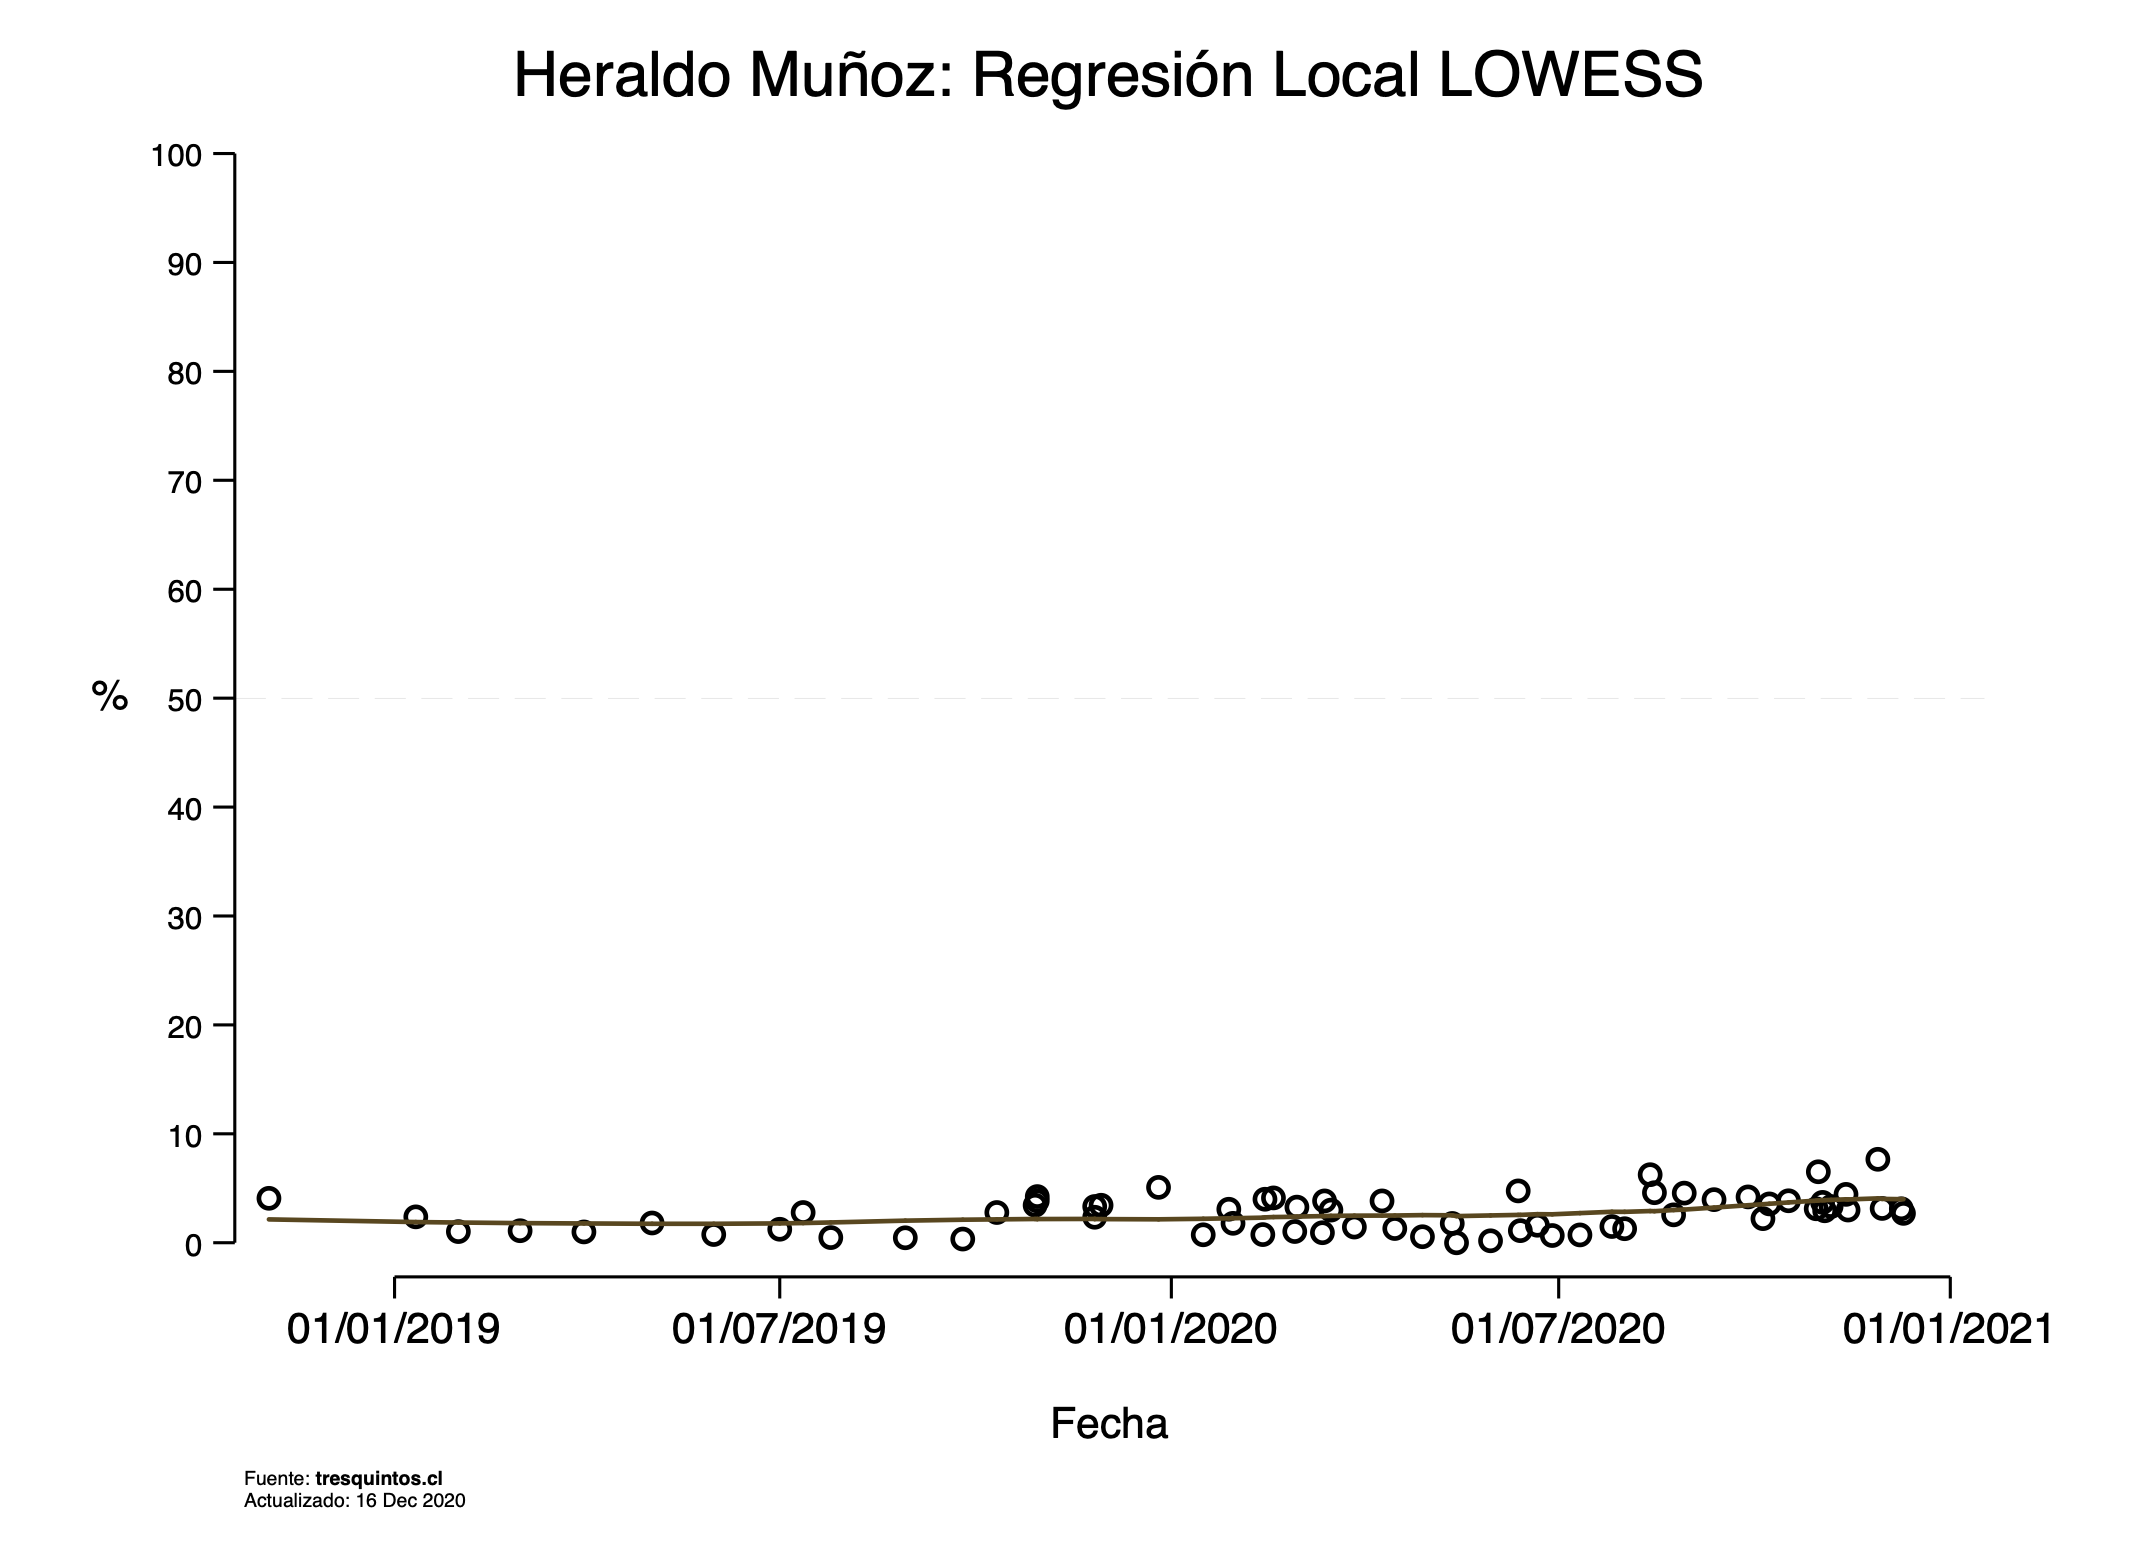 Heraldo Muñoz: Regresión Local LOWESS
100
90
80
70
60
50
40
30
20
10
0
%
01/01/2019 01/07/2019 01/01/2020 01/07/2020 01/01/2021
Fecha
Fuente: tresquintos.cl
Actualizado: 16 Dec 2020